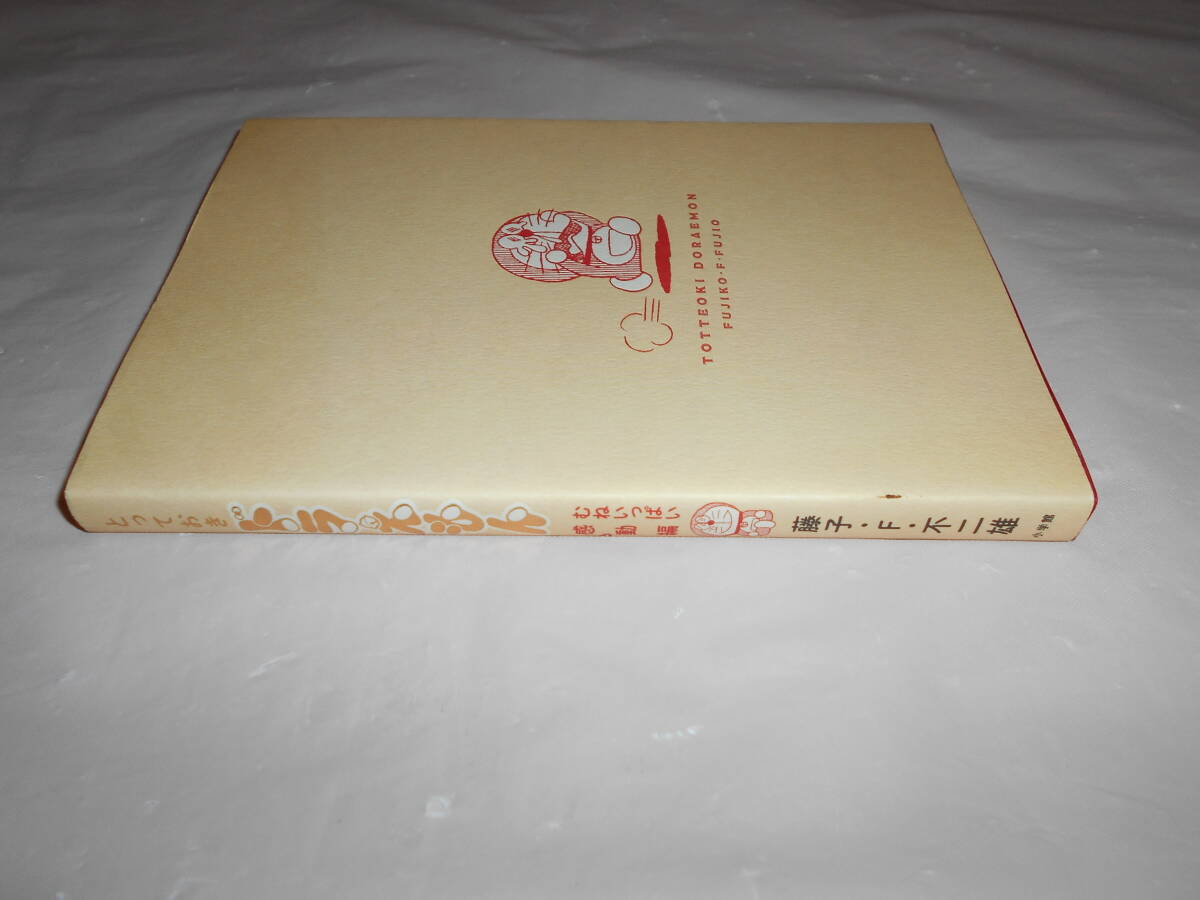 TOTTEOKI DORAEMON
FUJIKO・F・FUJIO
とっておきの
ドラえもん
むねいっぱい
感動編
藤子・F・不二雄
小学館